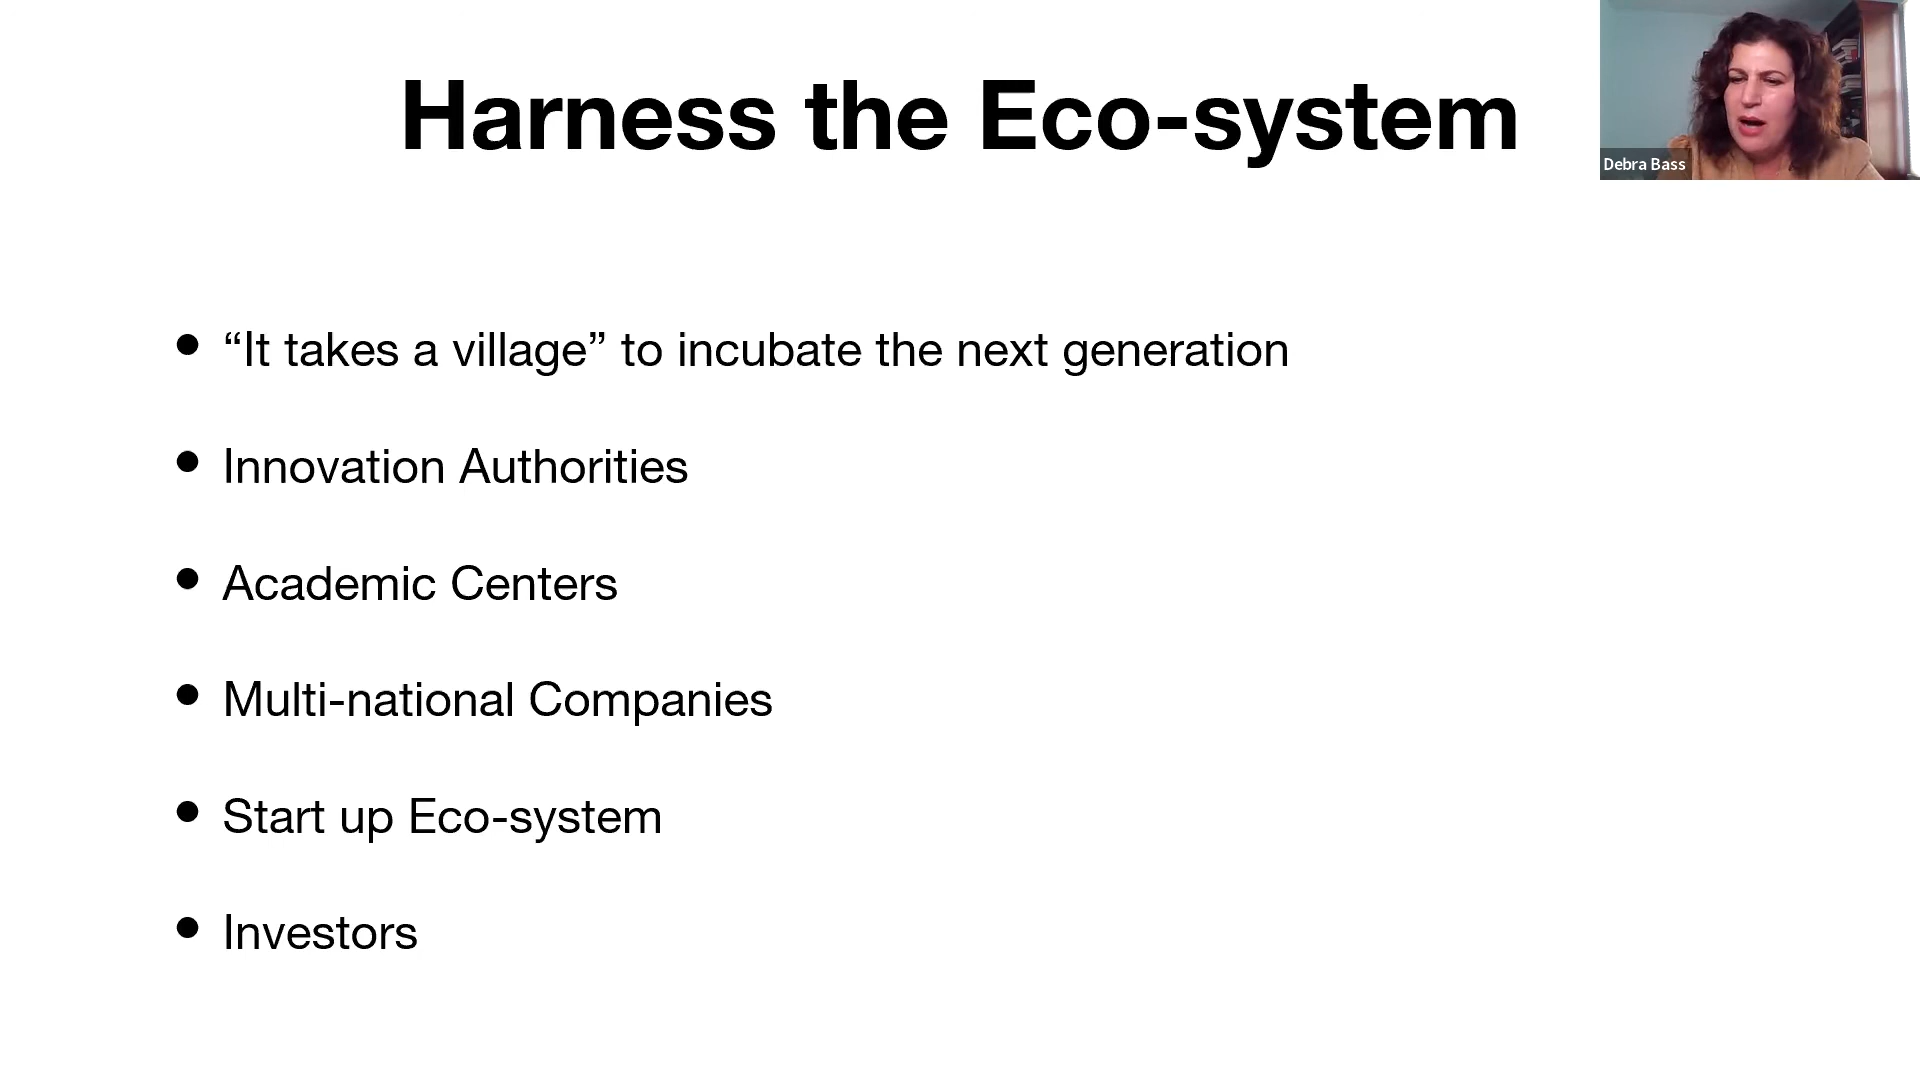 Harness the Eco-system
Debra Bass
• “It takes a village” to incubate the next generation
• Innovation Authorities
• Academic Centers
• Multi-national Companies
• Start up Eco-system
• Investors